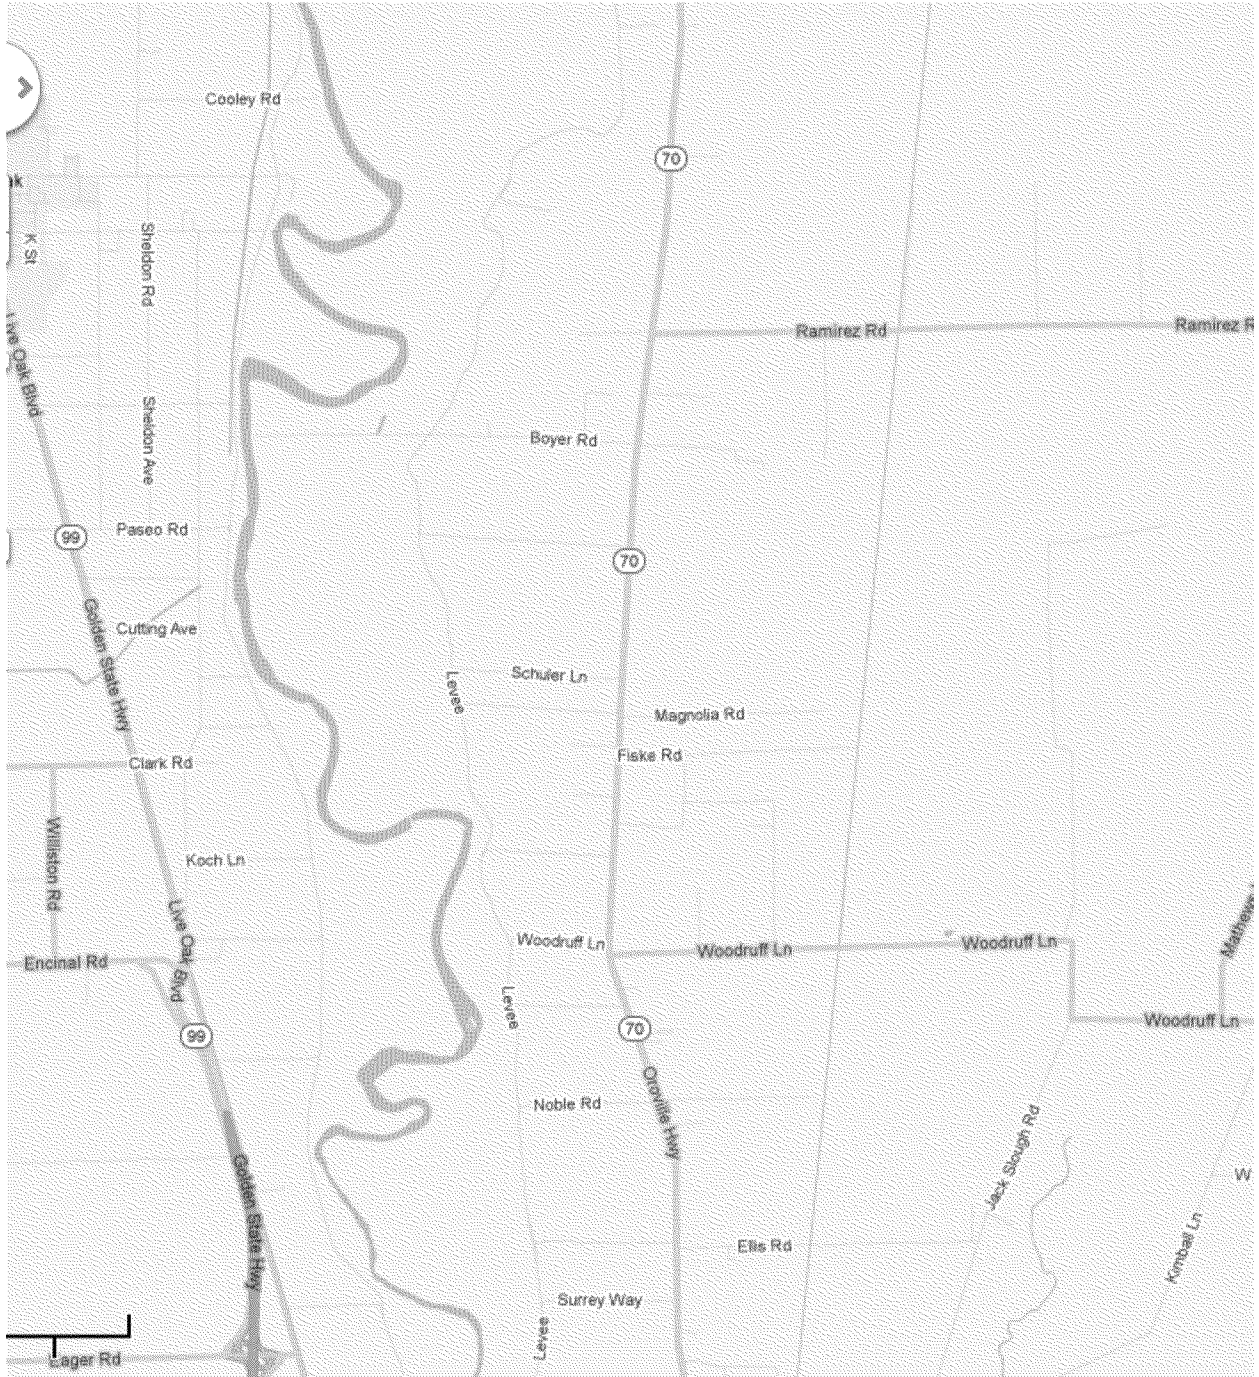 Cooley Rd
70
Sheldon Rd
K St
Live Oak Blvd
Ramirez Rd
Ramirez R
Sheldon Ave
Boyer Rd
Paseo Rd
99
70
Golden State Hwy
Cutting Ave
Schuler Ln
Levee
Magnolia Rd
Fiske Rd
Clark Rd
Williston Rd
Koch Ln
Live Oak Blvd
Woodruff Ln
Woodruff Ln
Woodruff Ln
Encinal Rd
Levee
99
70
Woodruff Ln
Oroville Hwy
Noble Rd
Jack Slough Rd
Golden State Hwy
Ellis Rd
Kimball Ln
Surrey Way
Levee
Eager Rd